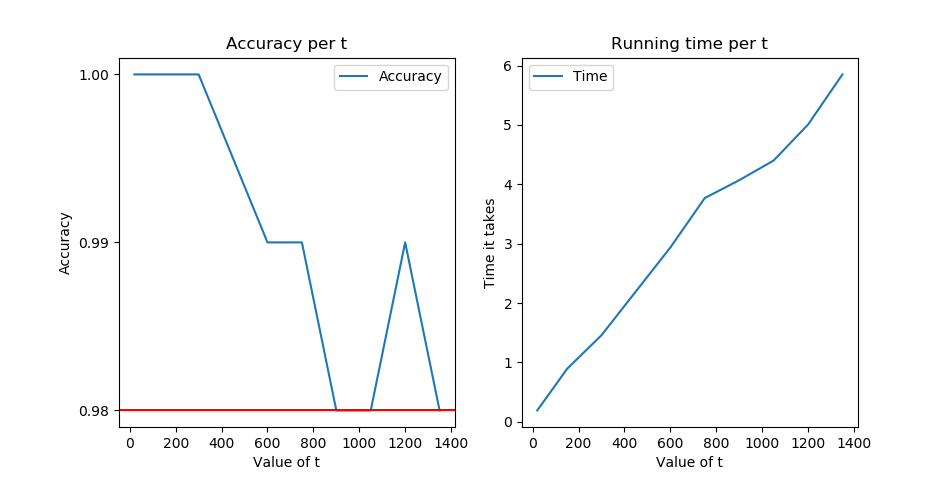 Accuracy per t
Accuracy
1.00
0.99
0.98
Accuracy
0 200 400 600 800 1000 1200 1400
Value of t
Running time per t
Time
6
5
4
3
2
1
0
Time it takes
0 200 400 600 800 1000 1200 1400
Value of t